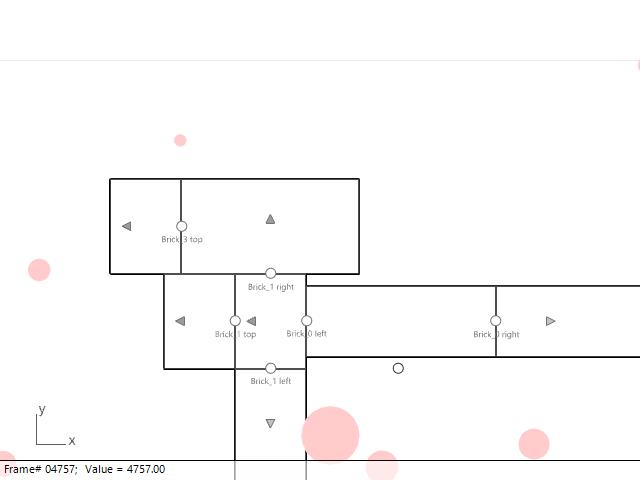 Brick_3 top
Brick_1 right
Brick_1 top
Brick_0 left
Brick_0 right
Brick_1 left
y
x
Frame# 04757; Value = 4757.00